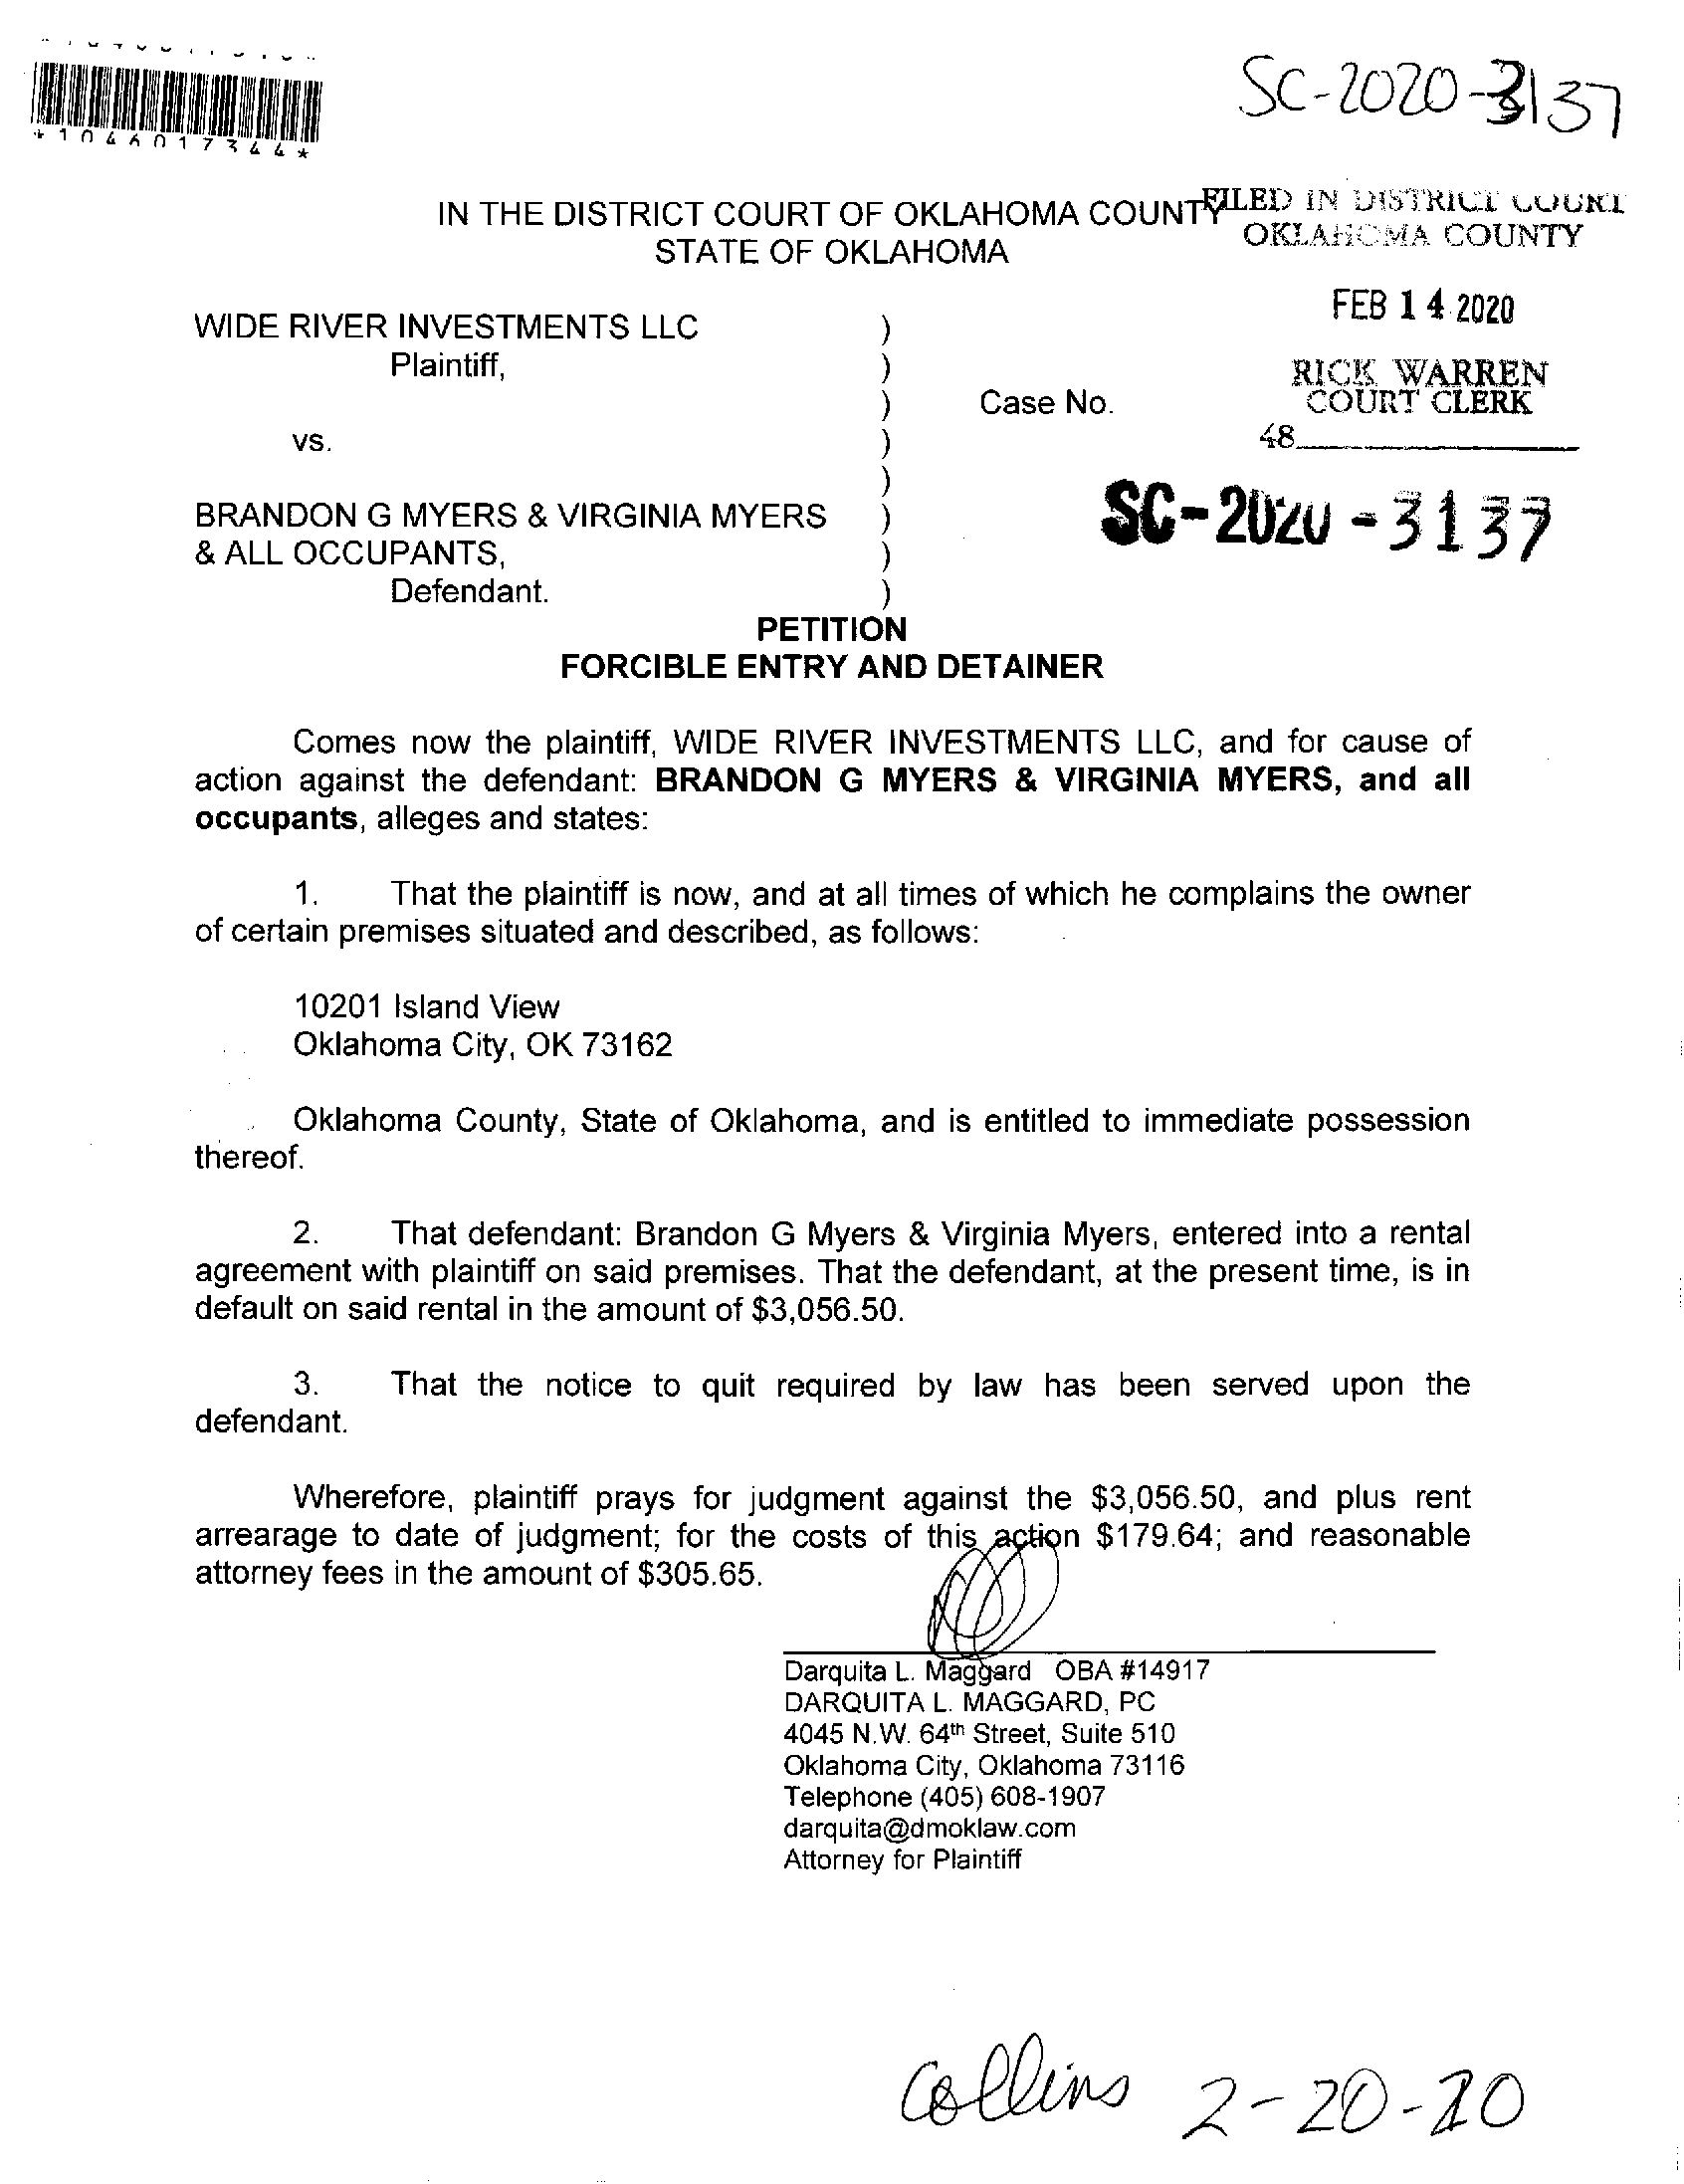 *1046017344*
SC-2020-3137
IN THE DISTRICT COURT OF OKLAHOMA COUNTY
STATE OF OKLAHOMA
FILED IN DISTRICT COURT
OKLAHOMA COUNTY
FEB 14 2020
RICK WARREN
COURT CLERK
48
WIDE RIVER INVESTMENTS LLC )
Plaintiff, )
) Case No.
vs. )
)
BRANDON G MYERS & VIRGINIA MYERS )
& ALL OCCUPANTS, )
Defendant. )
SC-2020-3137
PETITION
FORCIBLE ENTRY AND DETAINER
Comes now the plaintiff, WIDE RIVER INVESTMENTS LLC, and for cause of
action against the defendant: BRANDON G MYERS & VIRGINIA MYERS, and all
occupants, alleges and states:
1. That the plaintiff is now, and at all times of which he complains the owner
of certain premises situated and described, as follows:
10201 Island View
Oklahoma City, OK 73162
Oklahoma County, State of Oklahoma, and is entitled to immediate possession
thereof.
2. That defendant: Brandon G Myers & Virginia Myers, entered into a rental
agreement with plaintiff on said premises. That the defendant, at the present time, is in
default on said rental in the amount of $3,056.50.
3. That the notice to quit required by law has been served upon the
defendant.
Wherefore, plaintiff prays for judgment against the $3,056.50, and plus rent
arrearage to date of judgment; for the costs of this action $179.64; and reasonable
attorney fees in the amount of $305.65.
Darquita L. Maggard OBA #14917
DARQUITA L. MAGGARD, PC
4045 N.W. 64th Street, Suite 510
Oklahoma City, Oklahoma 73116
Telephone (405) 608-1907
darquita@dmoklaw.com
Attorney for Plaintiff
Collins 2-20-20